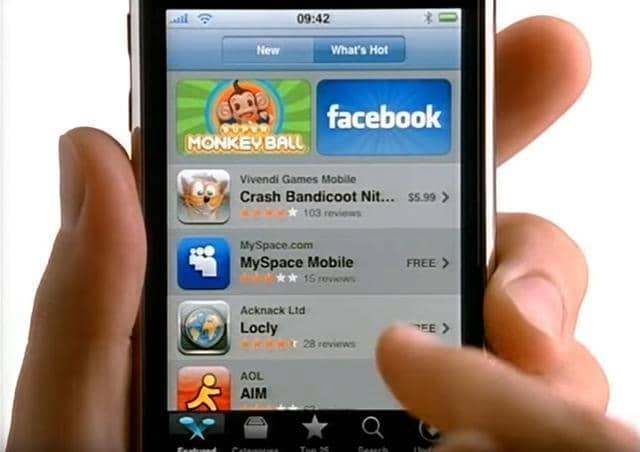 09:42
New What's Hot
SUPER
MONKEY BALL
facebook
Vivendi Games Mobile
Crash Bandicoot Nit... $5.99
103 reviews
MySpace.com
MySpace Mobile FREE
15 reviews
Acknack Ltd
Locly
28 reviews
AOL
AIM
Featured Categories Top 25 Search